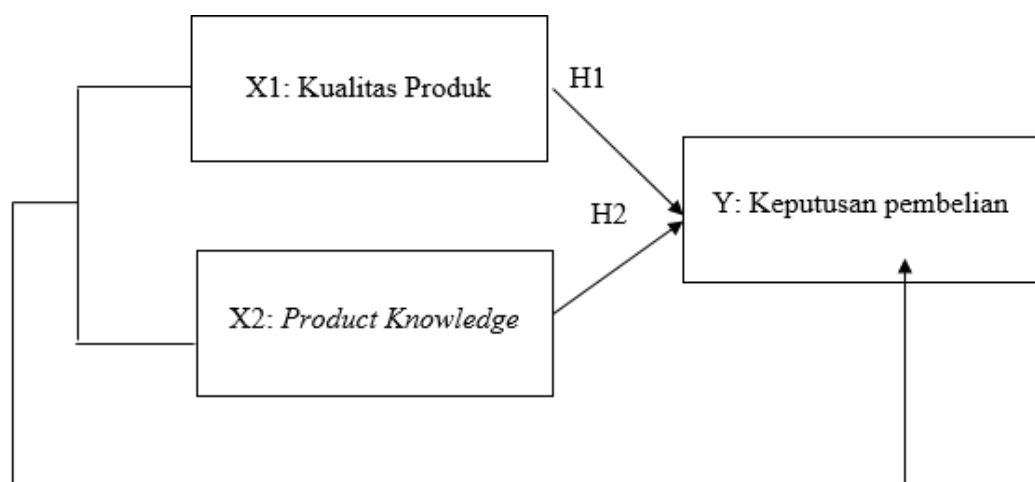 X1: Kualitas Produk
H1
Y: Keputusan pembelian
H2
X2: Product Knowledge